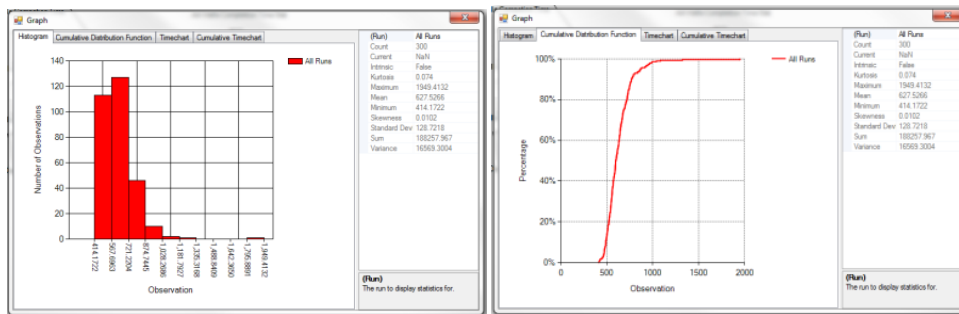 Graph
Histogram Cumulative Distribution Function Timechart Cumulative Timechart
All Runs
Number of Observations
140
120
100
80
60
40
20
0
414.1722
567.6963
721.2204
874.7445
1,028.2686
1,181.7927
1,335.3168
1,488.8409
1,642.3650
1,795.8891
1,949.4132
Observation
(Run) All Runs
Count 300
Current NaN
Intrinsic False
Kurtosis 0.074
Maximum 1949.4132
Mean 627.5266
Minimum 414.1722
Skewness 0.0102
Standard Dev 128.7218
Sum 188257.967
Variance 16569.3004
(Run)
The run to display statistics for.
Graph
Histogram Cumulative Distribution Function Timechart Cumulative Timechart
All Runs
Percentage
100%
80%
60%
40%
20%
0%
0 500 1000 1500 2000
Observation
(Run) All Runs
Count 300
Current NaN
Intrinsic False
Kurtosis 0.074
Maximum 1949.4132
Mean 627.5266
Minimum 414.1722
Skewness 0.0102
Standard Dev 128.7218
Sum 188257.967
Variance 16569.3004
(Run)
The run to display statistics for.